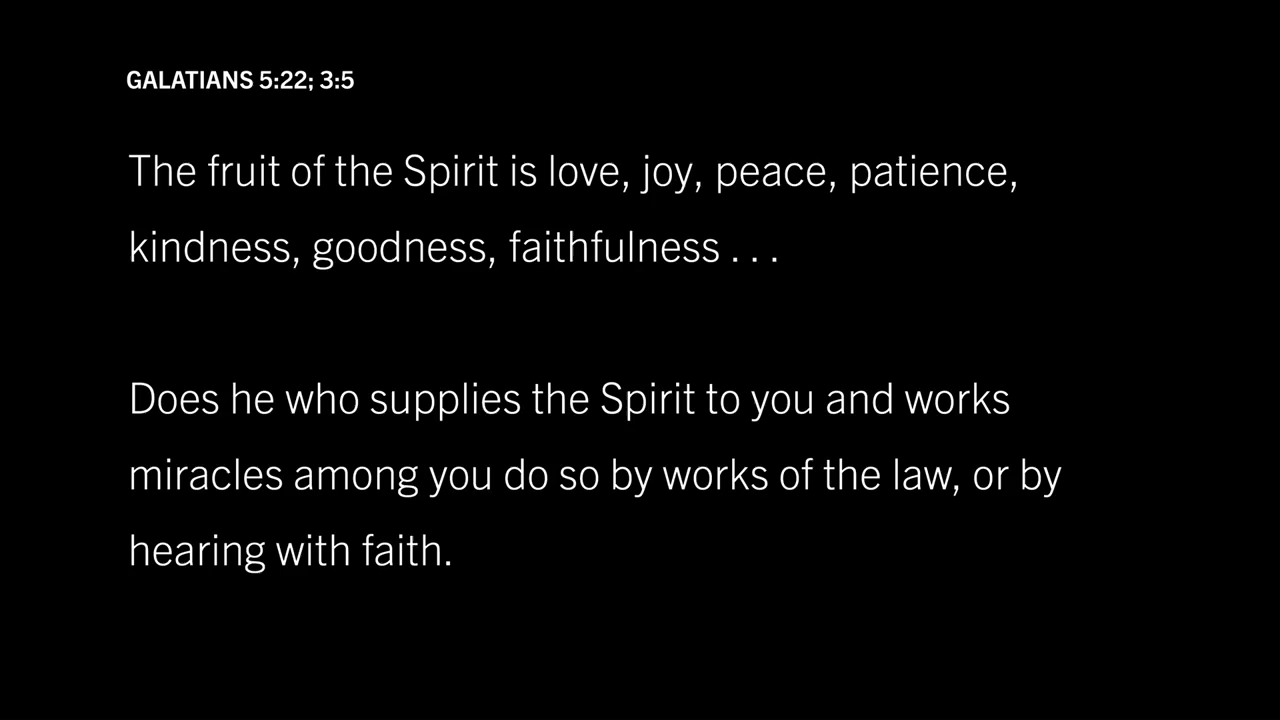 GALATIANS 5:22; 3:5
The fruit of the Spirit is love, joy, peace, patience,
kindness, goodness, faithfulness . . .
Does he who supplies the Spirit to you and works
miracles among you do so by works of the law, or by
hearing with faith.